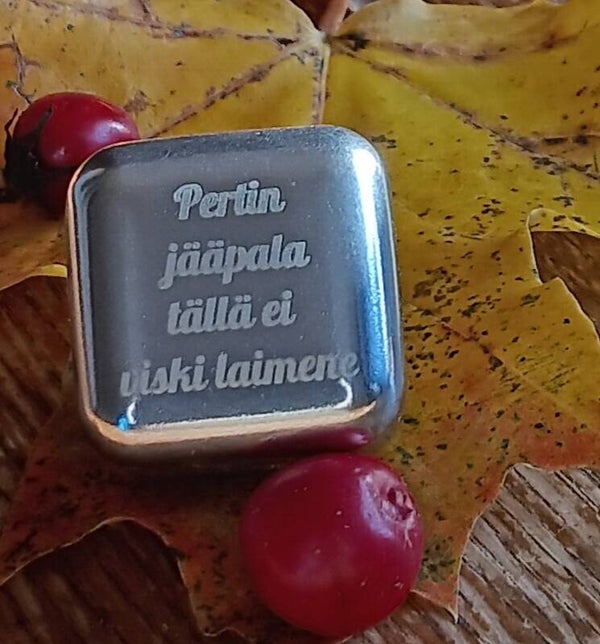 Pertin
jääpala
tällä ei
viski laimene